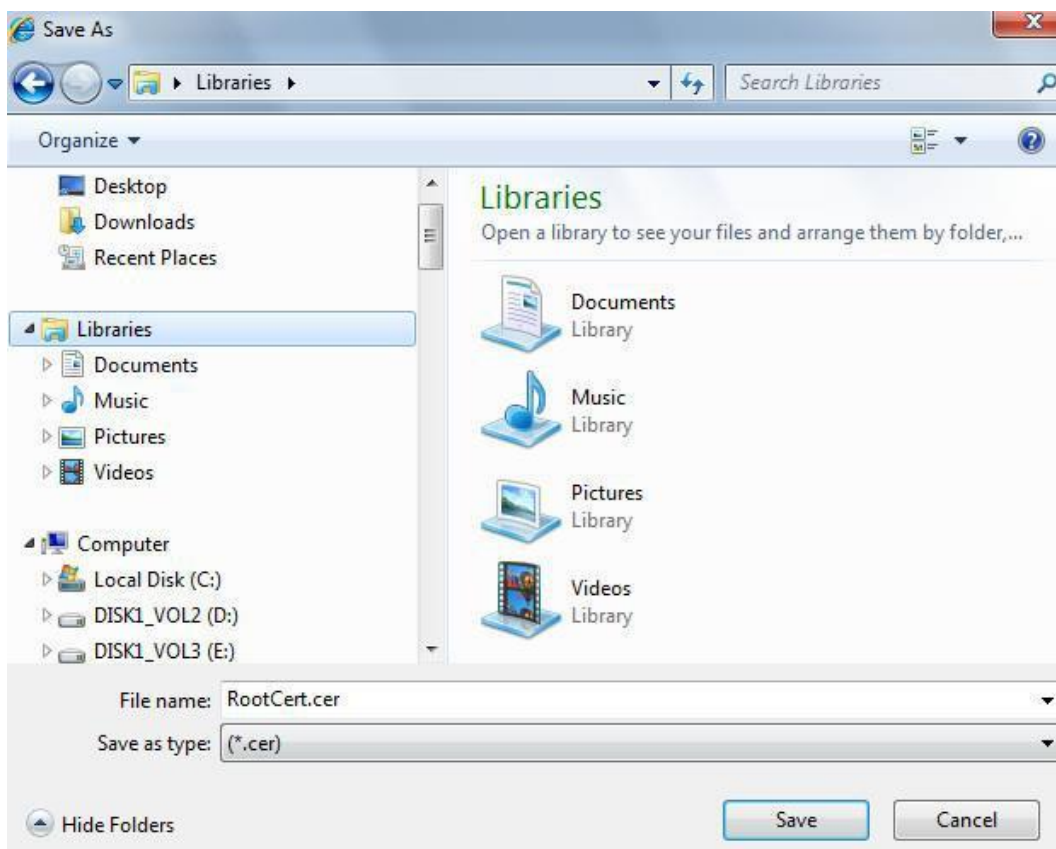 Save As
Libraries
Search Libraries
Organize
Desktop
Downloads
Recent Places
Libraries
Documents
Music
Pictures
Videos
Computer
Local Disk (C:)
DISK1_VOL2 (D:)
DISK1_VOL3 (E:)
Libraries
Open a library to see your files and arrange them by folder,...
Documents
Library
Music
Library
Pictures
Library
Videos
Library
File name: RootCert.cer
Save as type: (*.cer)
Hide Folders
Save
Cancel